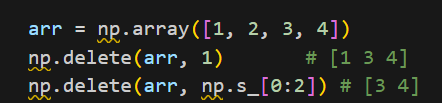 arr = np.array([1, 2, 3, 4])
np.delete(arr, 1)        # [1 3 4]
np.delete(arr, np.s_[0:2]) # [3 4]